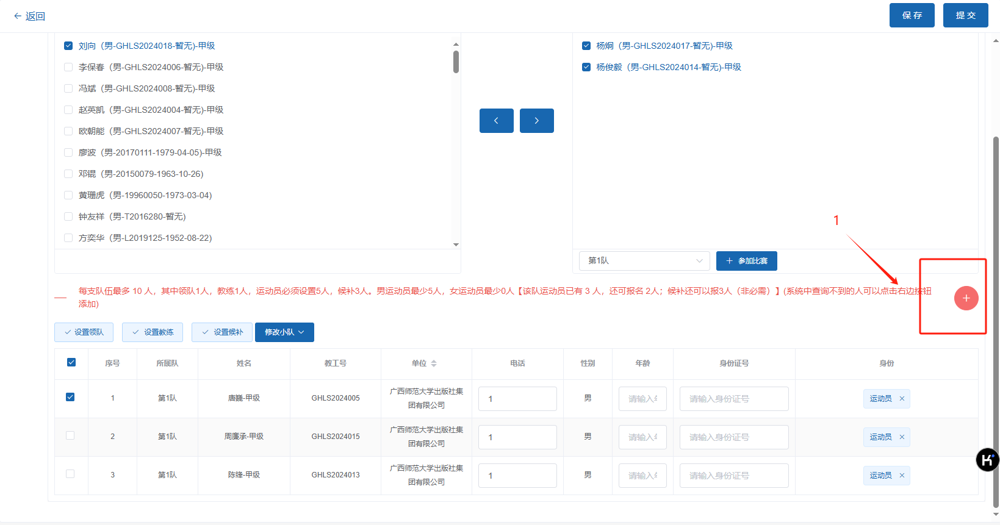 返回
保 存
提 交
刘向（男-GHLS2024018-暂无)-甲级
李保春（男-GHLS2024006-暂无)-甲级
冯斌（男-GHLS2024008-暂无)-甲级
赵英凯（男-GHLS2024004-暂无)-甲级
欧朝能（男-GHLS2024007-暂无)-甲级
廖波（男-20170111-1979-04-05)-甲级
邓锟（男-20150079-1963-10-26)
黄珊虎（男-19960050-1973-03-04)
钟友祥（男-T2016280-暂无)
方奕华（男-L2019125-1952-08-22)
杨炯（男-GHLS2024017-暂无)-甲级
杨俊毅（男-GHLS2024014-暂无)-甲级
1
第1队
参加比赛
每支队伍最多 10 人，其中领队1人，教练1人，运动员必须设置5人，候补3人。男运动员最少5人，女运动员最少0人【该队运动员已有 3 人，还可报名 2人；候补还可以报3人（非必需）】(系统中查询不到的人可以点击右边按钮
添加)
设置领队
设置教练
设置候补
修改小队
序号 所属队 姓名 教工号 单位 电话 性别 年龄 身份证号 身份
1 第1队 唐巍-甲级 GHLS2024005 广西师范大学出版社集
团有限公司 1 男 请输入年 请输入身份证号 运动员
2 第1队 周廉承-甲级 GHLS2024015 广西师范大学出版社集
团有限公司 1 男 请输入年 请输入身份证号 运动员
3 第1队 陈锋-甲级 GHLS2024013 广西师范大学出版社集
团有限公司 1 男 请输入年 请输入身份证号 运动员